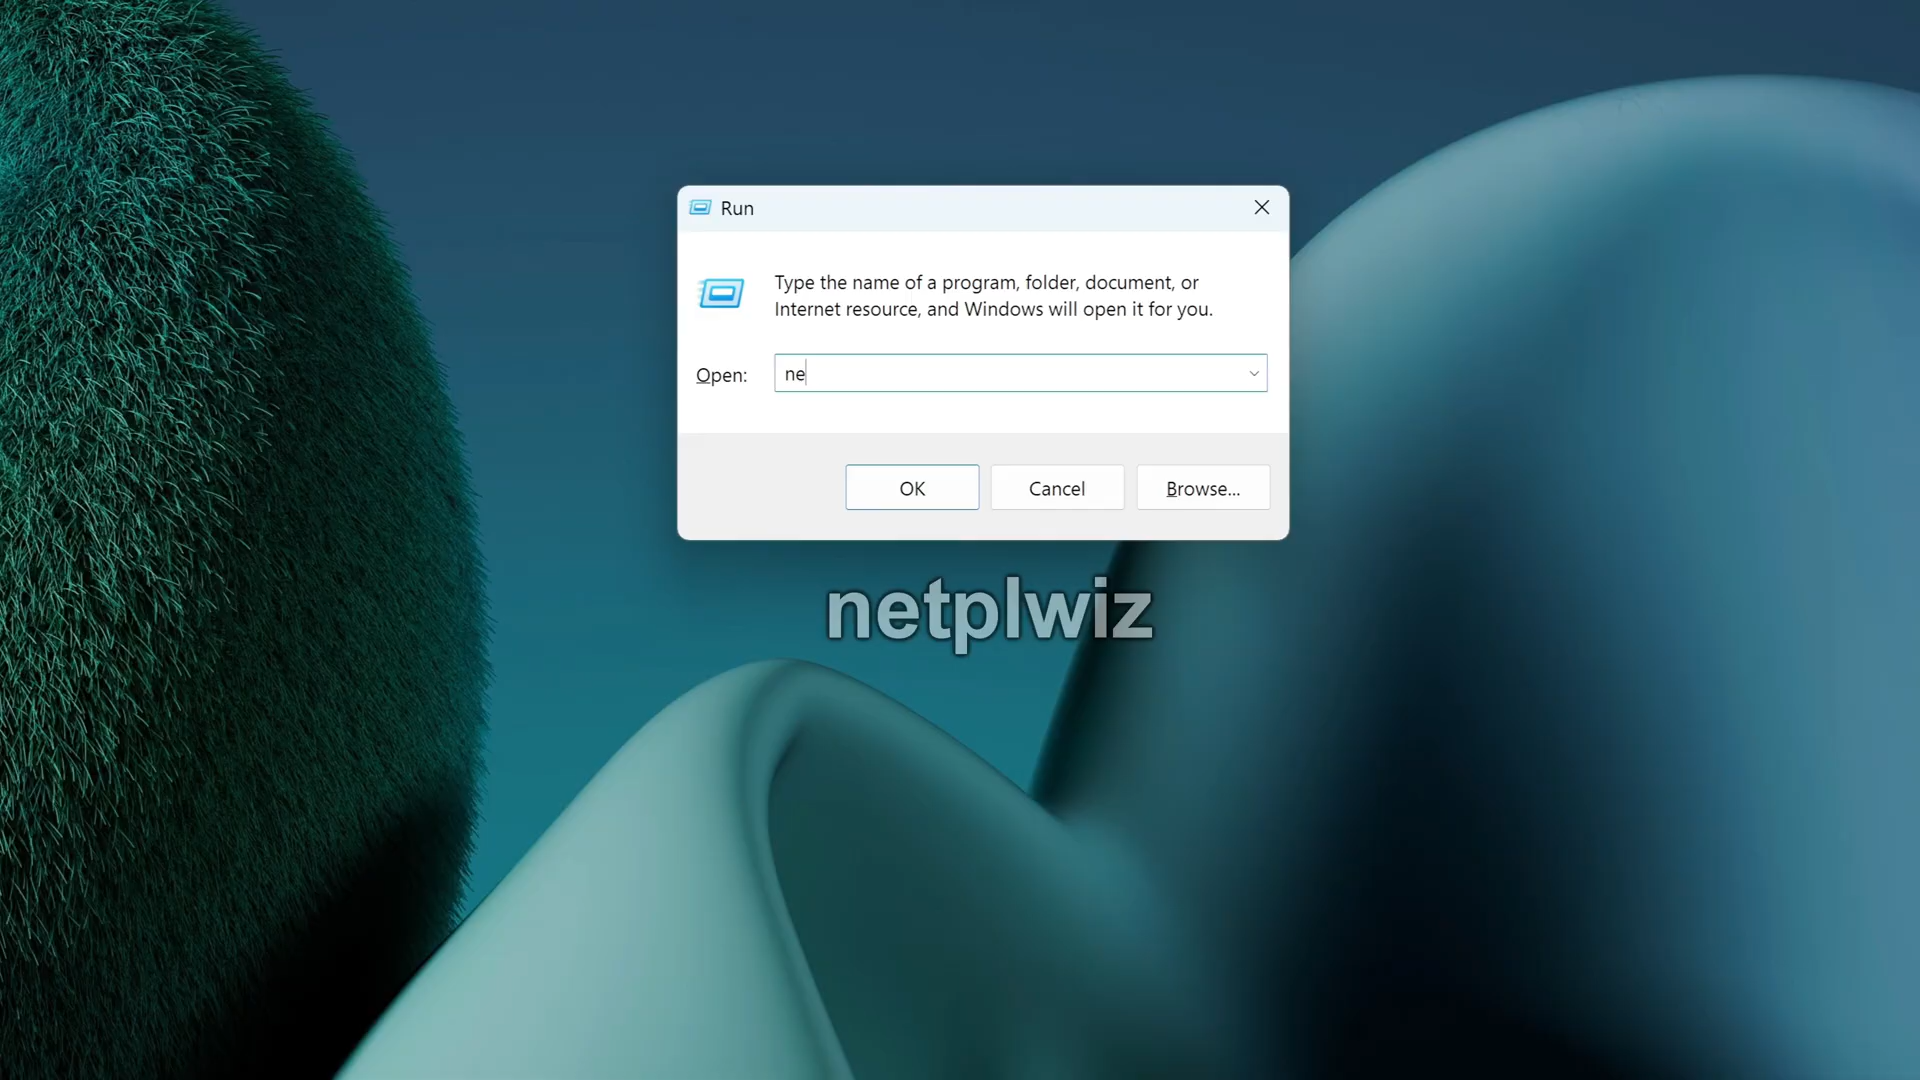 Run
Type the name of a program, folder, document, or
Internet resource, and Windows will open it for you.
Open: ne
OK Cancel Browse...
netplwiz